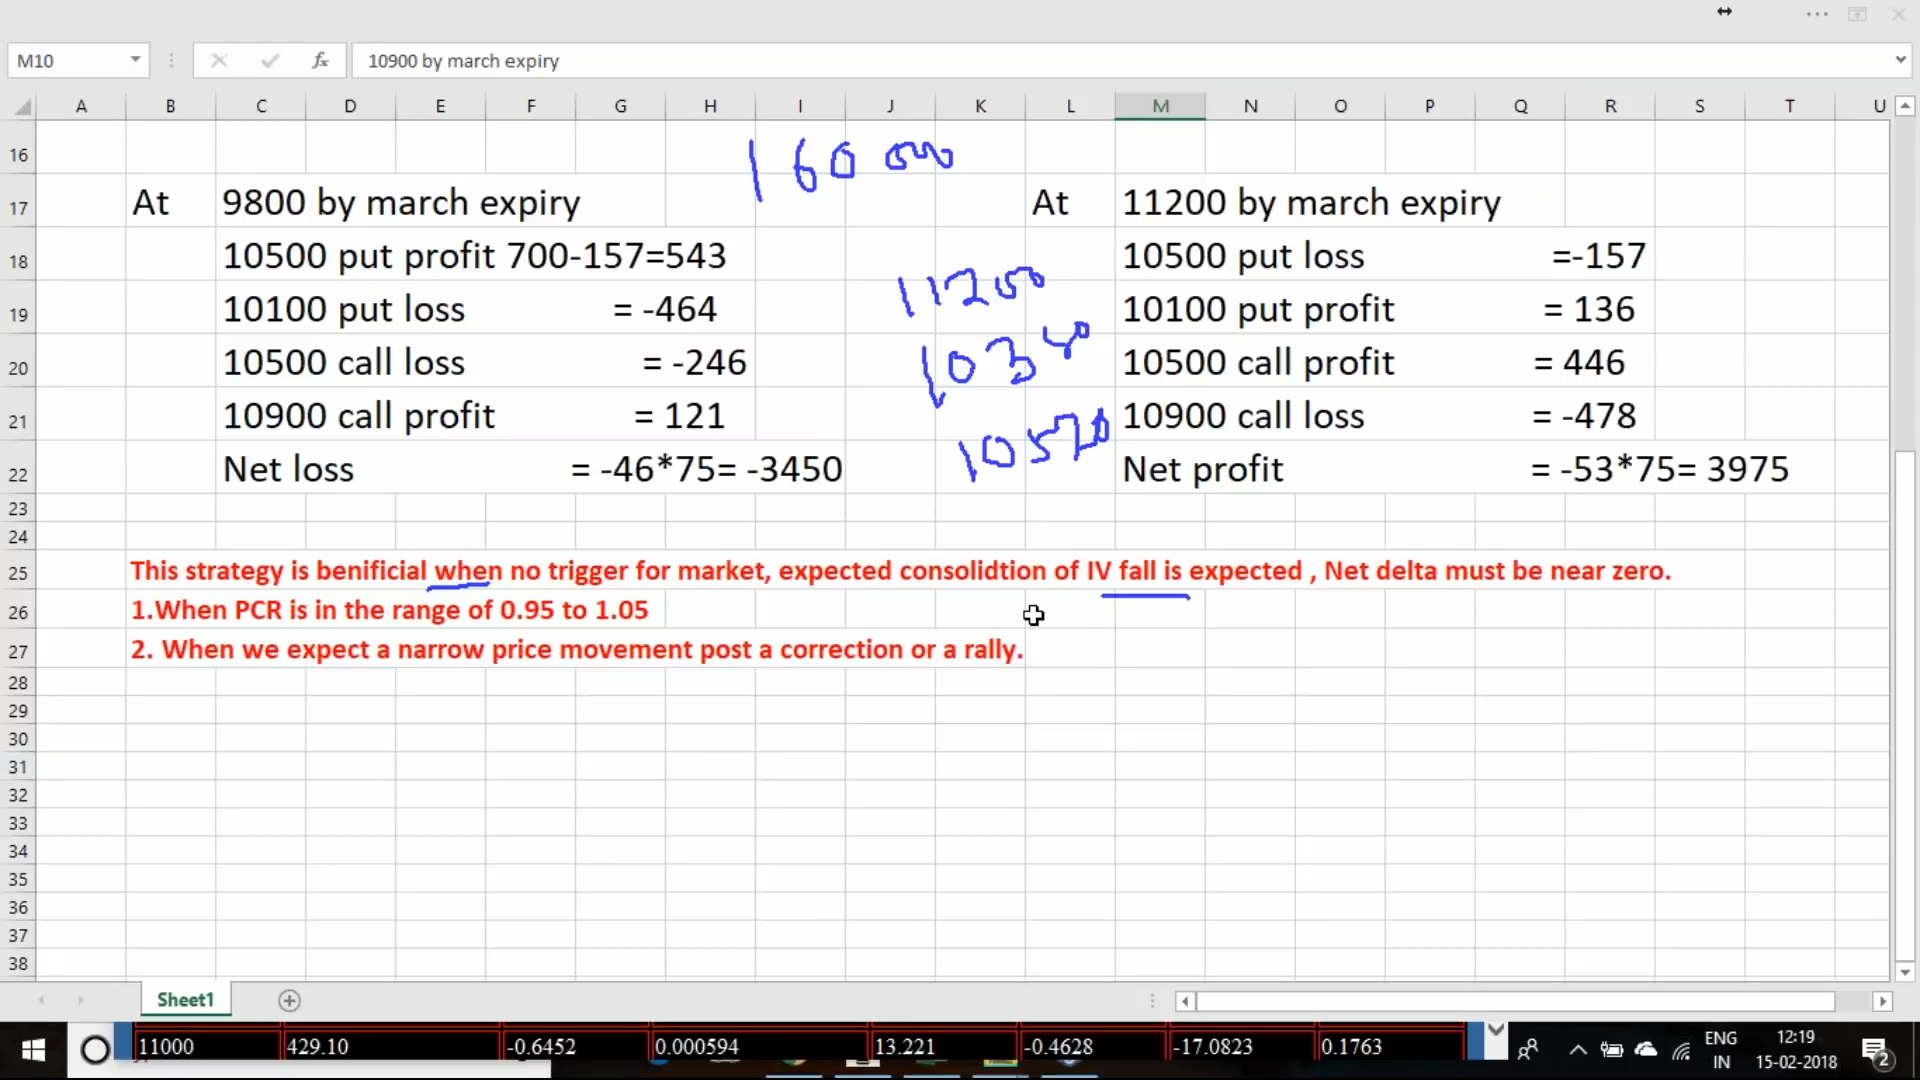 M10 fx 10900 by march expiry
A B C D E F G H I J K L M N O P Q R S T U
16 160 000
17 At 9800 by march expiry At 11200 by march expiry
18 10500 put profit 700-157=543 11200 10500 put loss =-157
19 10100 put loss = -464 10100 put profit = 136
20 10500 call loss = -246 10340 10500 call profit = 446
21 10900 call profit = 121 10570 10900 call loss = -478
22 Net loss = -46*75= -3450 Net profit = -53*75= 3975
23
24
25 This strategy is benificial when no trigger for market, expected consolidtion of IV fall is expected , Net delta must be near zero.
26 1.When PCR is in the range of 0.95 to 1.05
27 2. When we expect a narrow price movement post a correction or a rally.
28
29
30
31
32
33
34
35
36
37
38
Sheet1
11000 429.10 -0.6452 0.000594 13.221 -0.4628 -17.0823 0.1763 ENG 12:19
IN 15-02-2018 2